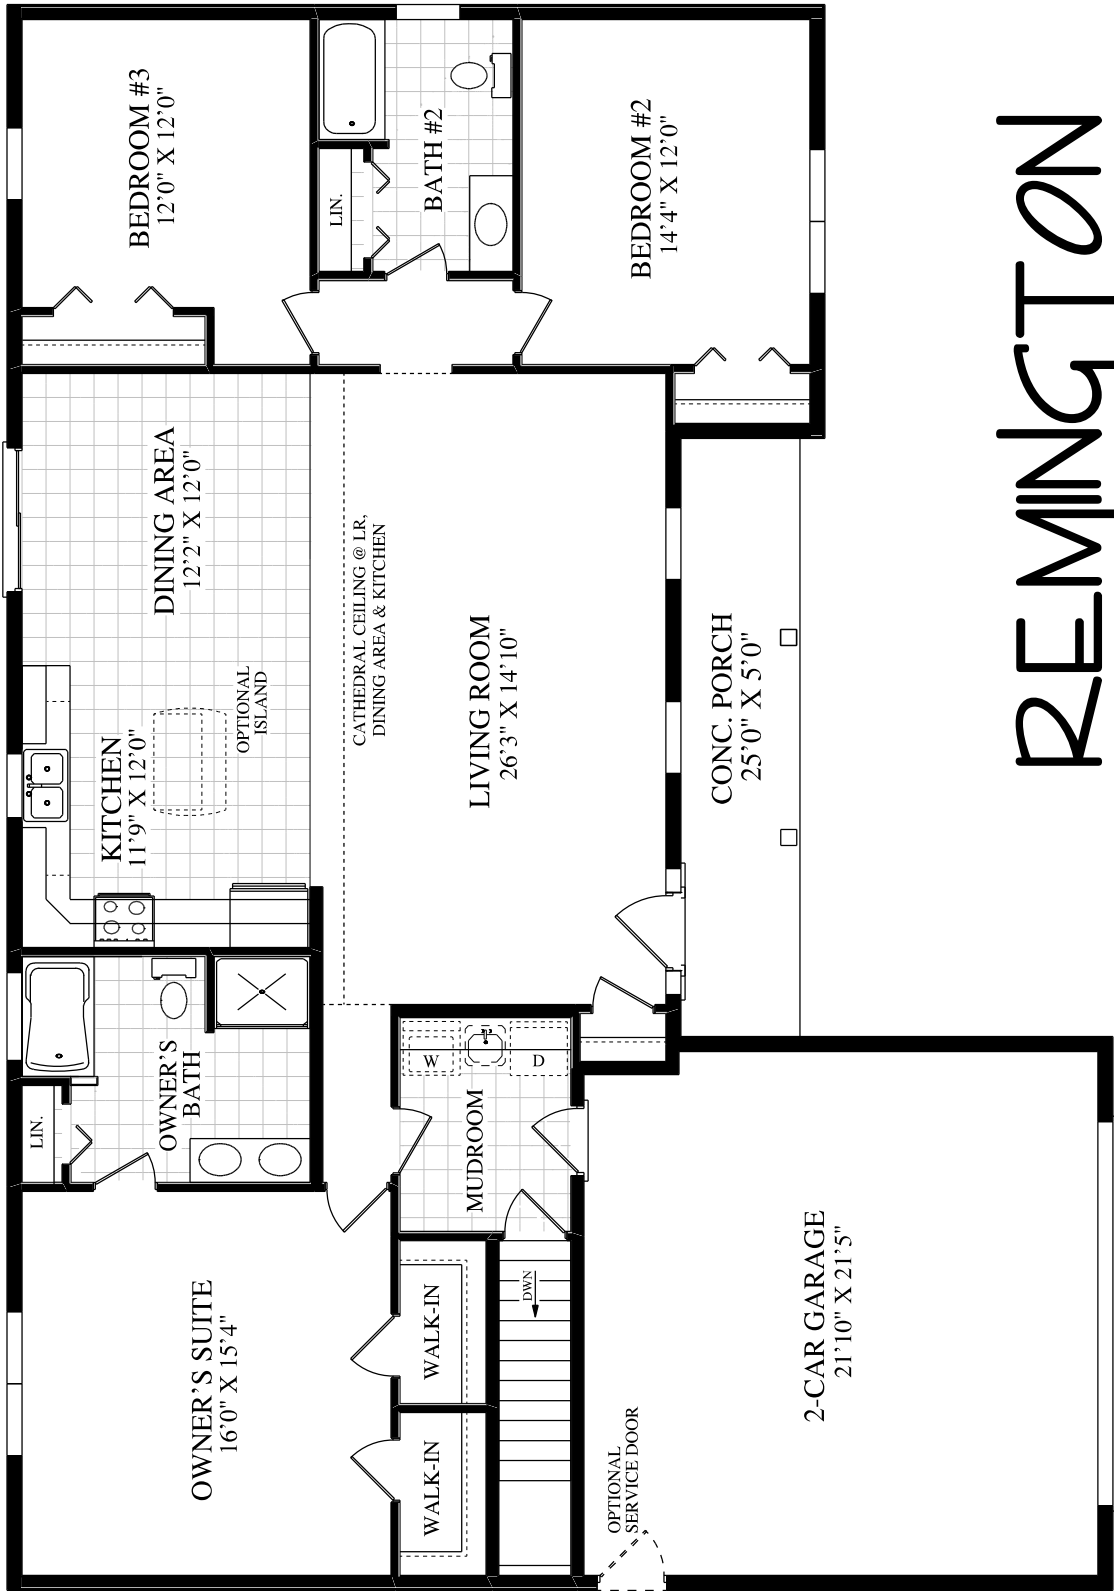 BEDROOM #3
12'0" X 12'0"
BATH #2
LIN.
BEDROOM #2
14'4" X 12'0"
DINING AREA
12'2" X 12'0"
CATHEDRAL CEILING @ LR,
DINING AREA & KITCHEN
KITCHEN
11'9" X 12'0"
OPTIONAL
ISLAND
LIVING ROOM
26'3" X 14'10"
CONC. PORCH
25'0" X 5'0"
OWNER'S
BATH
LIN.
W
D
MUDROOM
OWNER'S SUITE
16'0" X 15'4"
WALK-IN
WALK-IN
DWN
2-CAR GARAGE
21'10" X 21'5"
OPTIONAL
SERVICE DOOR
REMINGTON